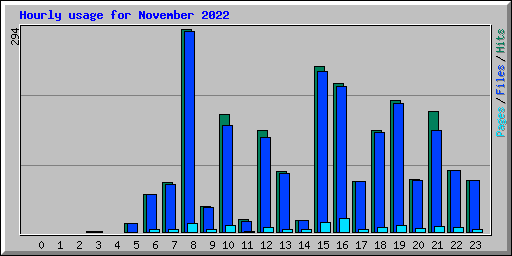 Hourly usage for November 2022
294
Pages / Files / Hits
0 1 2 3 4 5 6 7 8 9 10 11 12 13 14 15 16 17 18 19 20 21 22 23